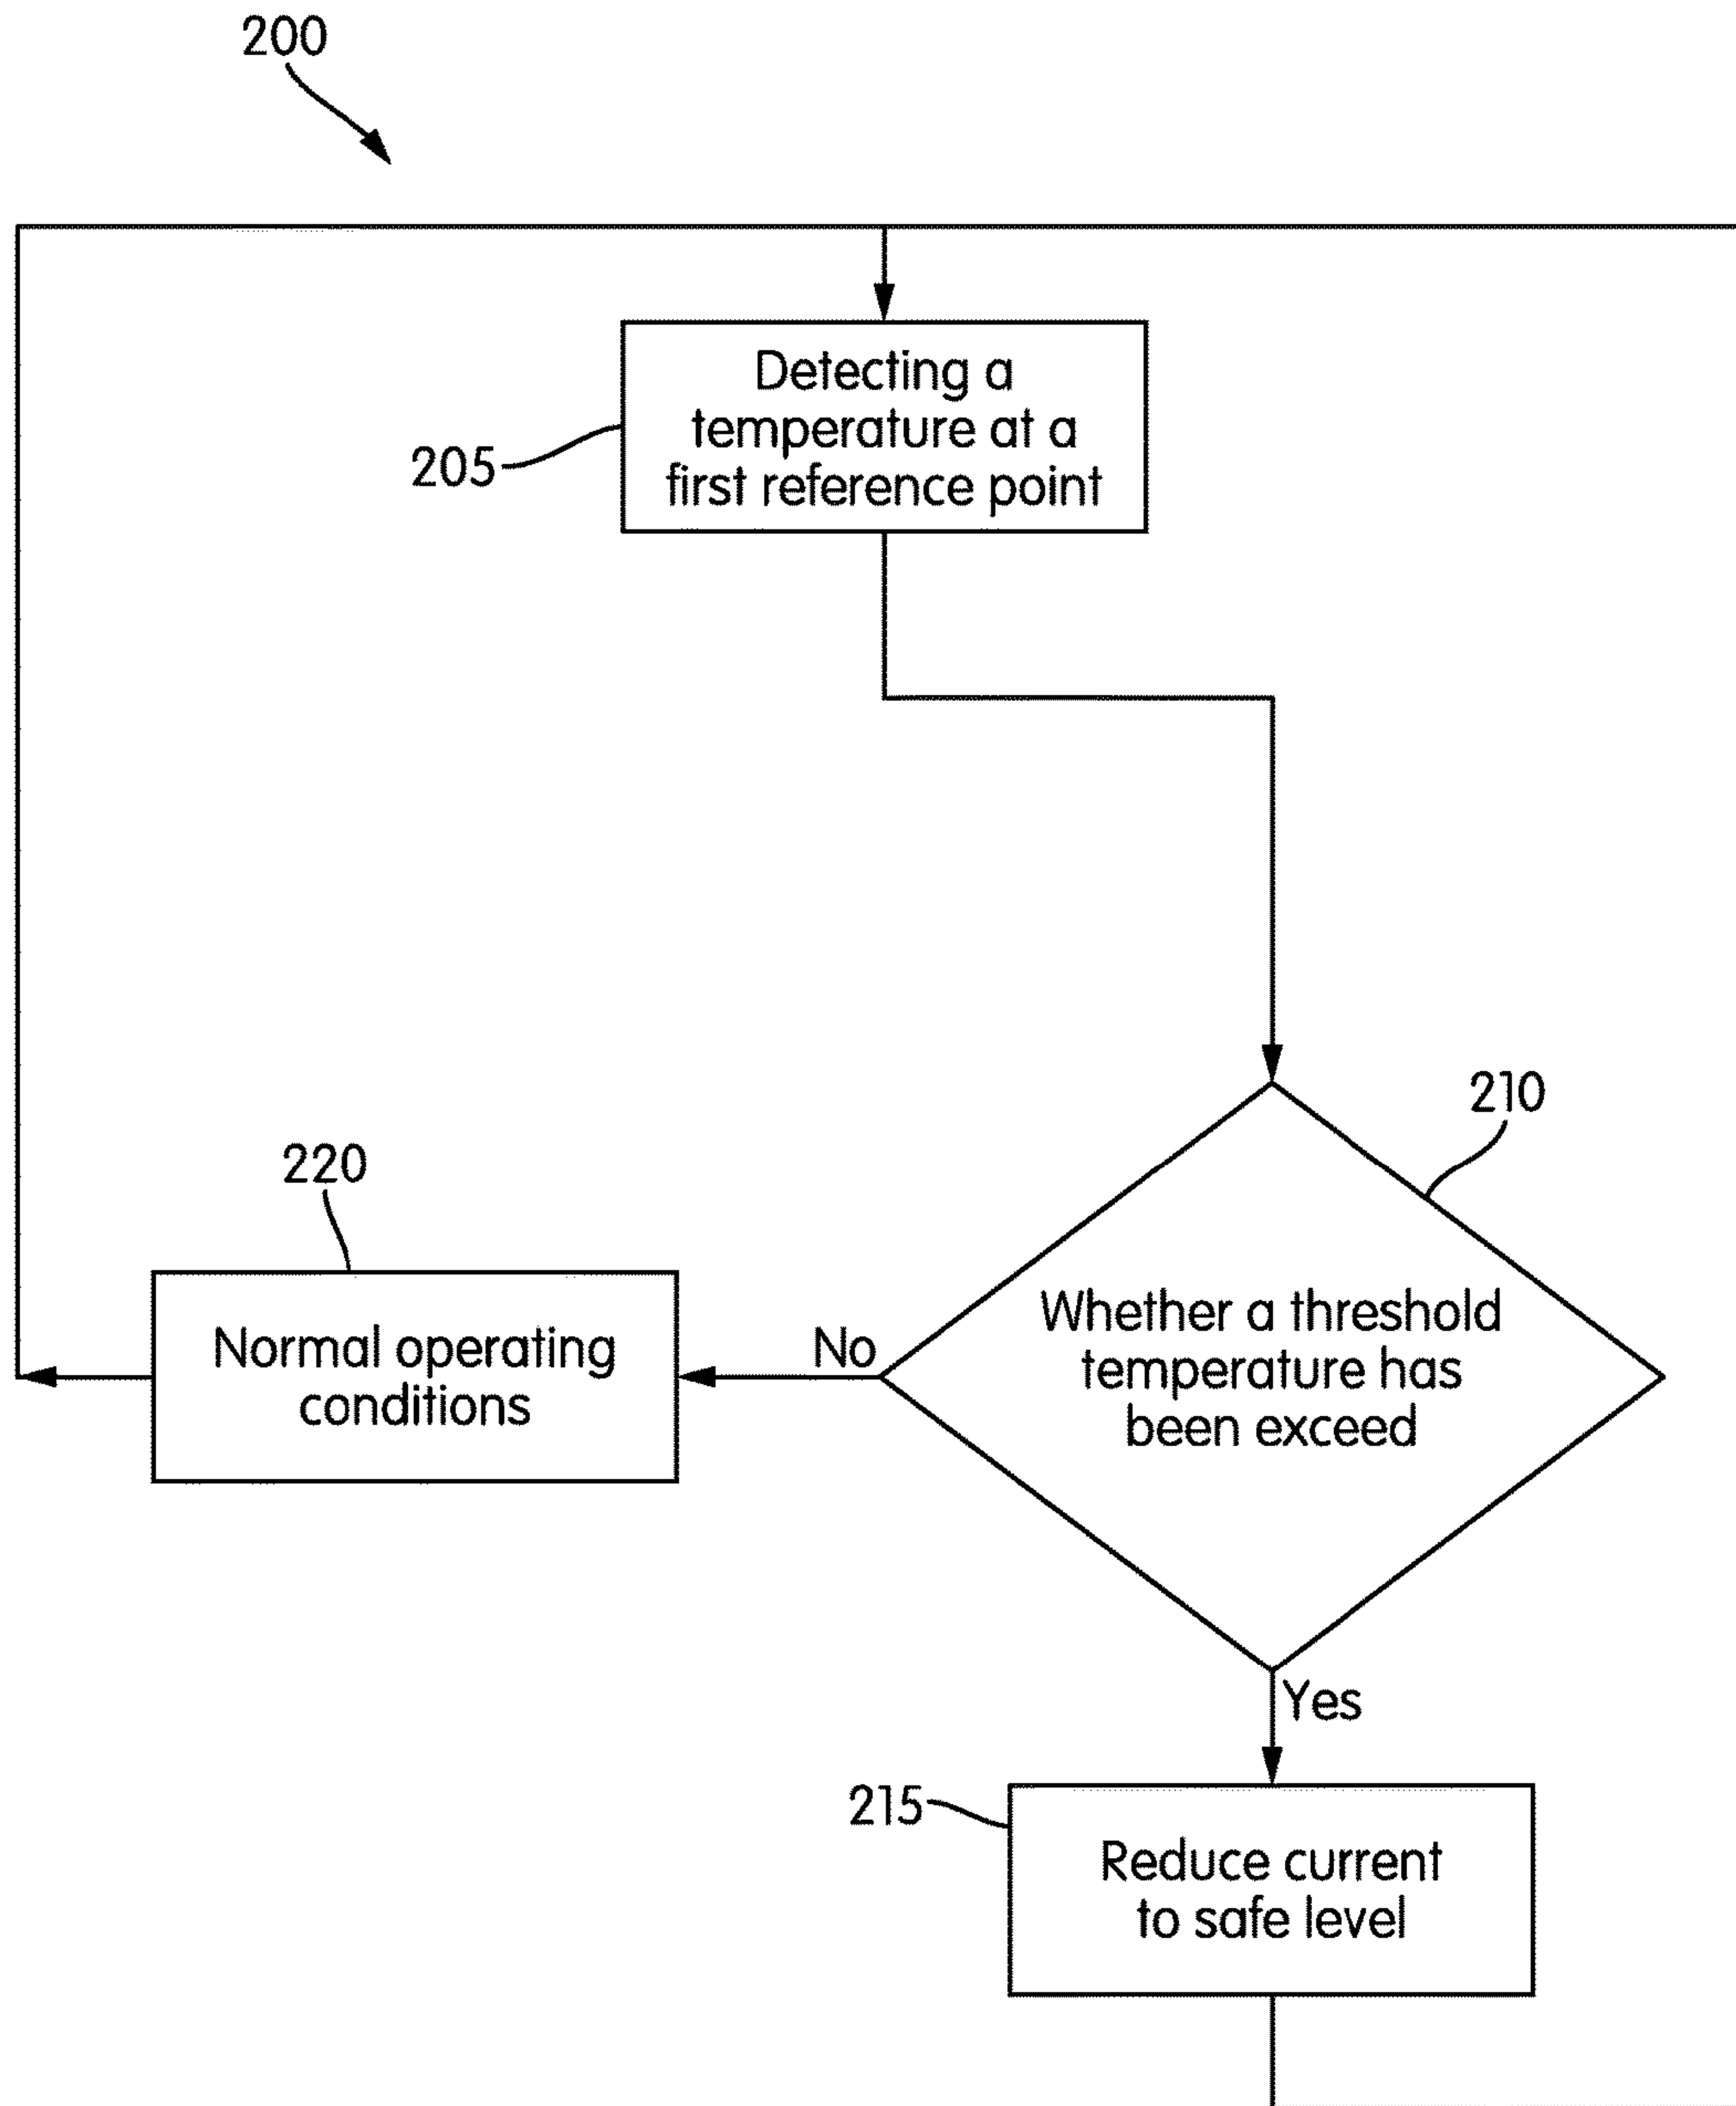 200
Detecting a
temperature at a
first reference point
205
210
Whether a threshold
temperature has
been exceed
220
Normal operating
conditions
No
Yes
215
Reduce current
to safe level